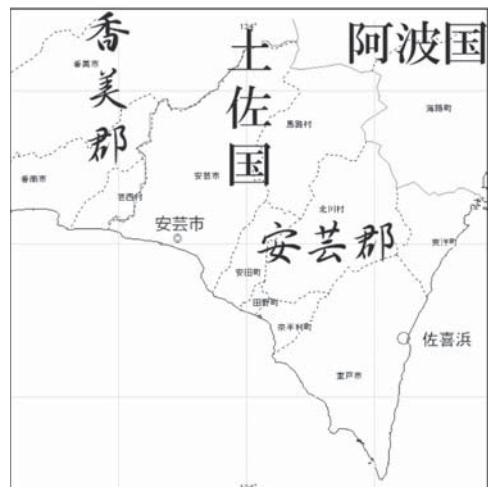 134°
香美郡
土佐国
阿波国
香美市
馬路村
海陽町
香南市
芸西村
安芸市
北川村
安芸市
安芸郡
東洋町
安田町
田野町
奈半利町
佐喜浜
室戸市
134°